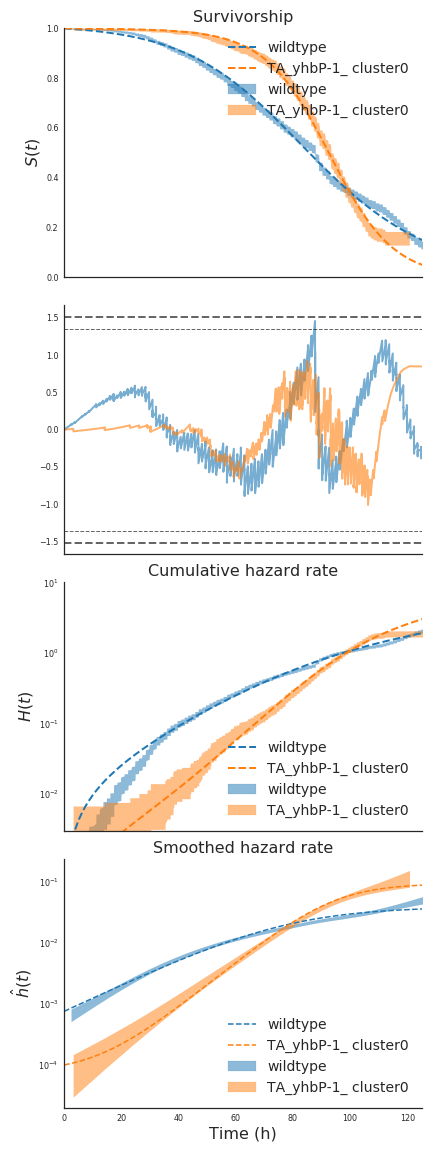 Survivorship
1.0
0.8
0.6
0.4
0.2
0.0
S(t)
wildtype
TA_yhbP-1_ cluster0
wildtype
TA_yhbP-1_ cluster0
1.5
1.0
0.5
0.0
−0.5
−1.0
−1.5
Cumulative hazard rate
10^1
10^0
10^−1
10^−2
H(t)
wildtype
TA_yhbP-1_ cluster0
wildtype
TA_yhbP-1_ cluster0
Smoothed hazard rate
10^−1
10^−2
10^−3
10^−4
ĥ(t)
wildtype
TA_yhbP-1_ cluster0
wildtype
TA_yhbP-1_ cluster0
0 20 40 60 80 100 120
Time (h)